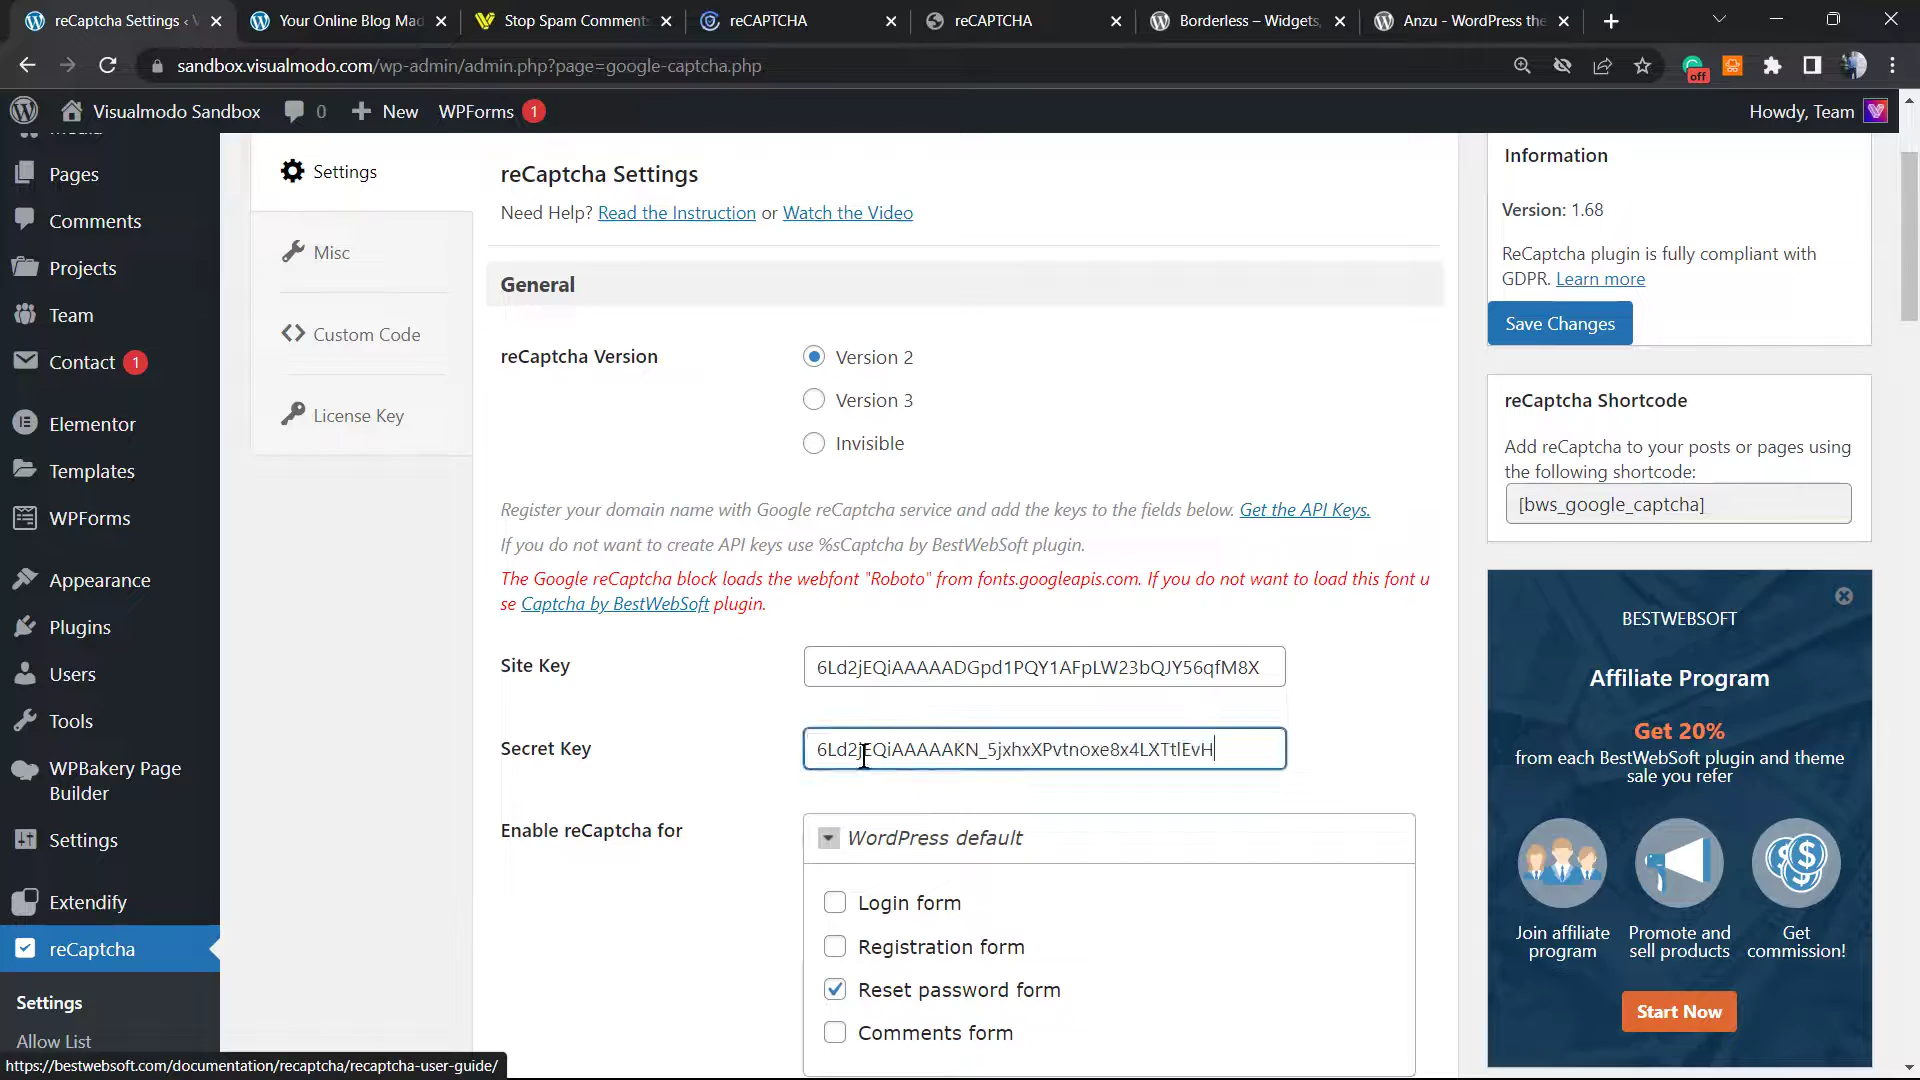 reCaptcha Settings ‹ V
Your Online Blog Mad
Stop Spam Comment
reCAPTCHA
reCAPTCHA
Borderless – Widgets,
Anzu - WordPress the
sandbox.visualmodo.com/wp-admin/admin.php?page=google-captcha.php
off
Visualmodo Sandbox
0
New
WPForms
1
Howdy, Team
Media
Pages
Comments
Projects
Team
Contact
1
Elementor
Templates
WPForms
Appearance
Plugins
Users
Tools
WPBakery Page
Builder
Settings
Extendify
reCaptcha
Settings
Allow List
https://bestwebsoft.com/documentation/recaptcha/recaptcha-user-guide/
Settings
Misc
Custom Code
License Key
reCaptcha Settings
Need Help? Read the Instruction or Watch the Video
General
reCaptcha Version
Version 2
Version 3
Invisible
Register your domain name with Google reCaptcha service and add the keys to the fields below. Get the API Keys.
If you do not want to create API keys use %sCaptcha by BestWebSoft plugin.
The Google reCaptcha block loads the webfont "Roboto" from fonts.googleapis.com. If you do not want to load this font u
se Captcha by BestWebSoft plugin.
Site Key
6Ld2jEQiAAAAADGpd1PQY1AFpLW23bQJY56qfM8X
Secret Key
6Ld2jEQiAAAAAKN_5jxhxXPvtnoxe8x4LXTtlEvH
Enable reCaptcha for
WordPress default
Login form
Registration form
Reset password form
Comments form
Information
Version: 1.68
ReCaptcha plugin is fully compliant with
GDPR. Learn more
Save Changes
reCaptcha Shortcode
Add reCaptcha to your posts or pages using
the following shortcode:
[bws_google_captcha]
BESTWEBSOFT
Affiliate Program
Get 20%
from each BestWebSoft plugin and theme
sale you refer
Join affiliate
program
Promote and
sell products
Get
commission!
Start Now